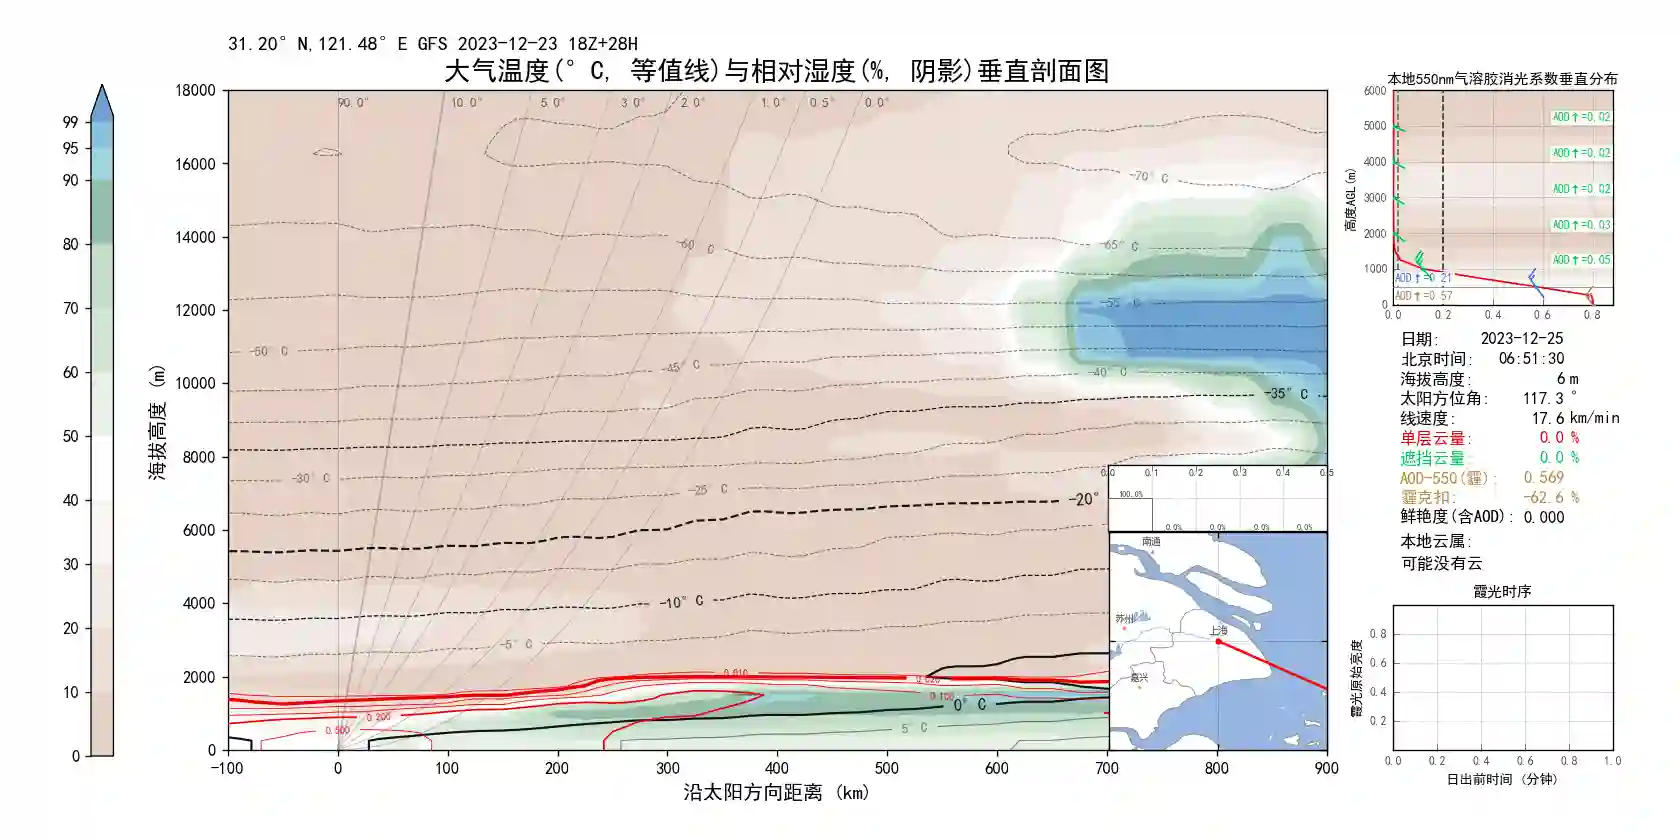 31.20° N,121.48° E GFS 2023-12-23 18Z+28H
大气温度(° C, 等值线)与相对湿度(%, 阴影)垂直剖面图
99
95
90
80
70
60
50
40
30
20
10
0
海拔高度 (m)
18000
16000
14000
12000
10000
8000
6000
4000
2000
0
90.0° 10.0° 5.0° 3.0° 2.0° 1.0° 0.5° 0.0°
-70° C
-60 C
-65° C
-55 C
-50° C
-45° C
-40° C
-35° C
-30° C
-25 C
-20°
-10° C
-5° C
0° C
5 C
0.010
0.020
0.100
0.200
0.500
-100 0 100 200 300 400 500 600 700 800 900
沿太阳方向距离 (km)
0.0 0.1 0.2 0.3 0.4 0.5
100.0%
0.0% 0.0% 0.0% 0.0%
南通
苏州
上海
嘉兴
本地550nm气溶胶消光系数垂直分布
高度AGL(m)
6000
5000
4000
3000
2000
1000
0
AOD↑=0.02
AOD↑=0.02
AOD↑=0.02
AOD↑=0.03
AOD↑=0.05
AOD↑=0.21
AOD↑=0.57
0.0 0.2 0.4 0.6 0.8
日期: 2023-12-25
北京时间: 06:51:30
海拔高度: 6 m
太阳方位角: 117.3 °
线速度: 17.6 km/min
单层云量: 0.0 %
遮挡云量: 0.0 %
AOD-550(霾): 0.569
霾克扣: -62.6 %
鲜艳度(含AOD): 0.000
本地云属:
可能没有云
霞光时序
霞光原始亮度
0.8
0.6
0.4
0.2
0.0 0.2 0.4 0.6 0.8 1.0
日出前时间 (分钟)